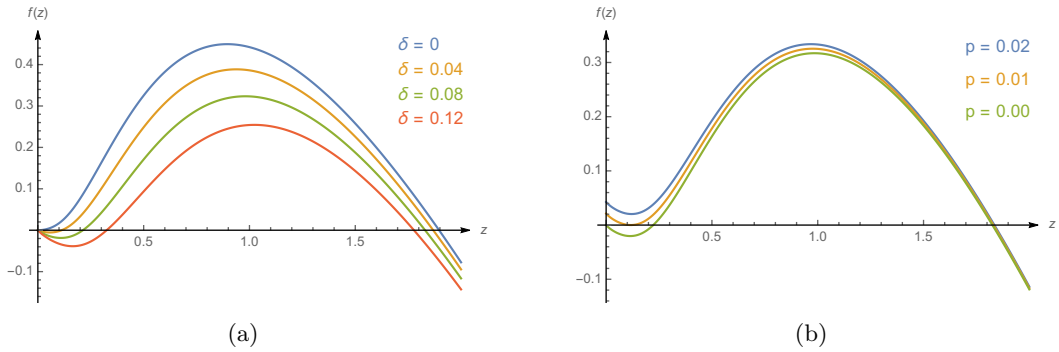 f(z)
0.4
0.3
0.2
0.1
-0.1
0.5
1.0
1.5
z
δ = 0
δ = 0.04
δ = 0.08
δ = 0.12
(a)
f(z)
0.3
0.2
0.1
-0.1
0.5
1.0
1.5
z
p = 0.02
p = 0.01
p = 0.00
(b)